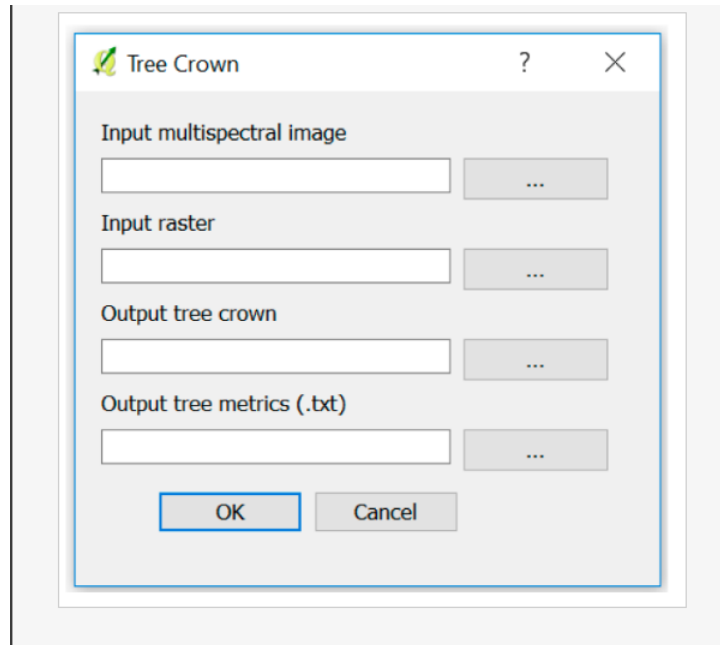 Tree Crown ?
Input multispectral image
...
Input raster
...
Output tree crown
...
Output tree metrics (.txt)
...
OK Cancel